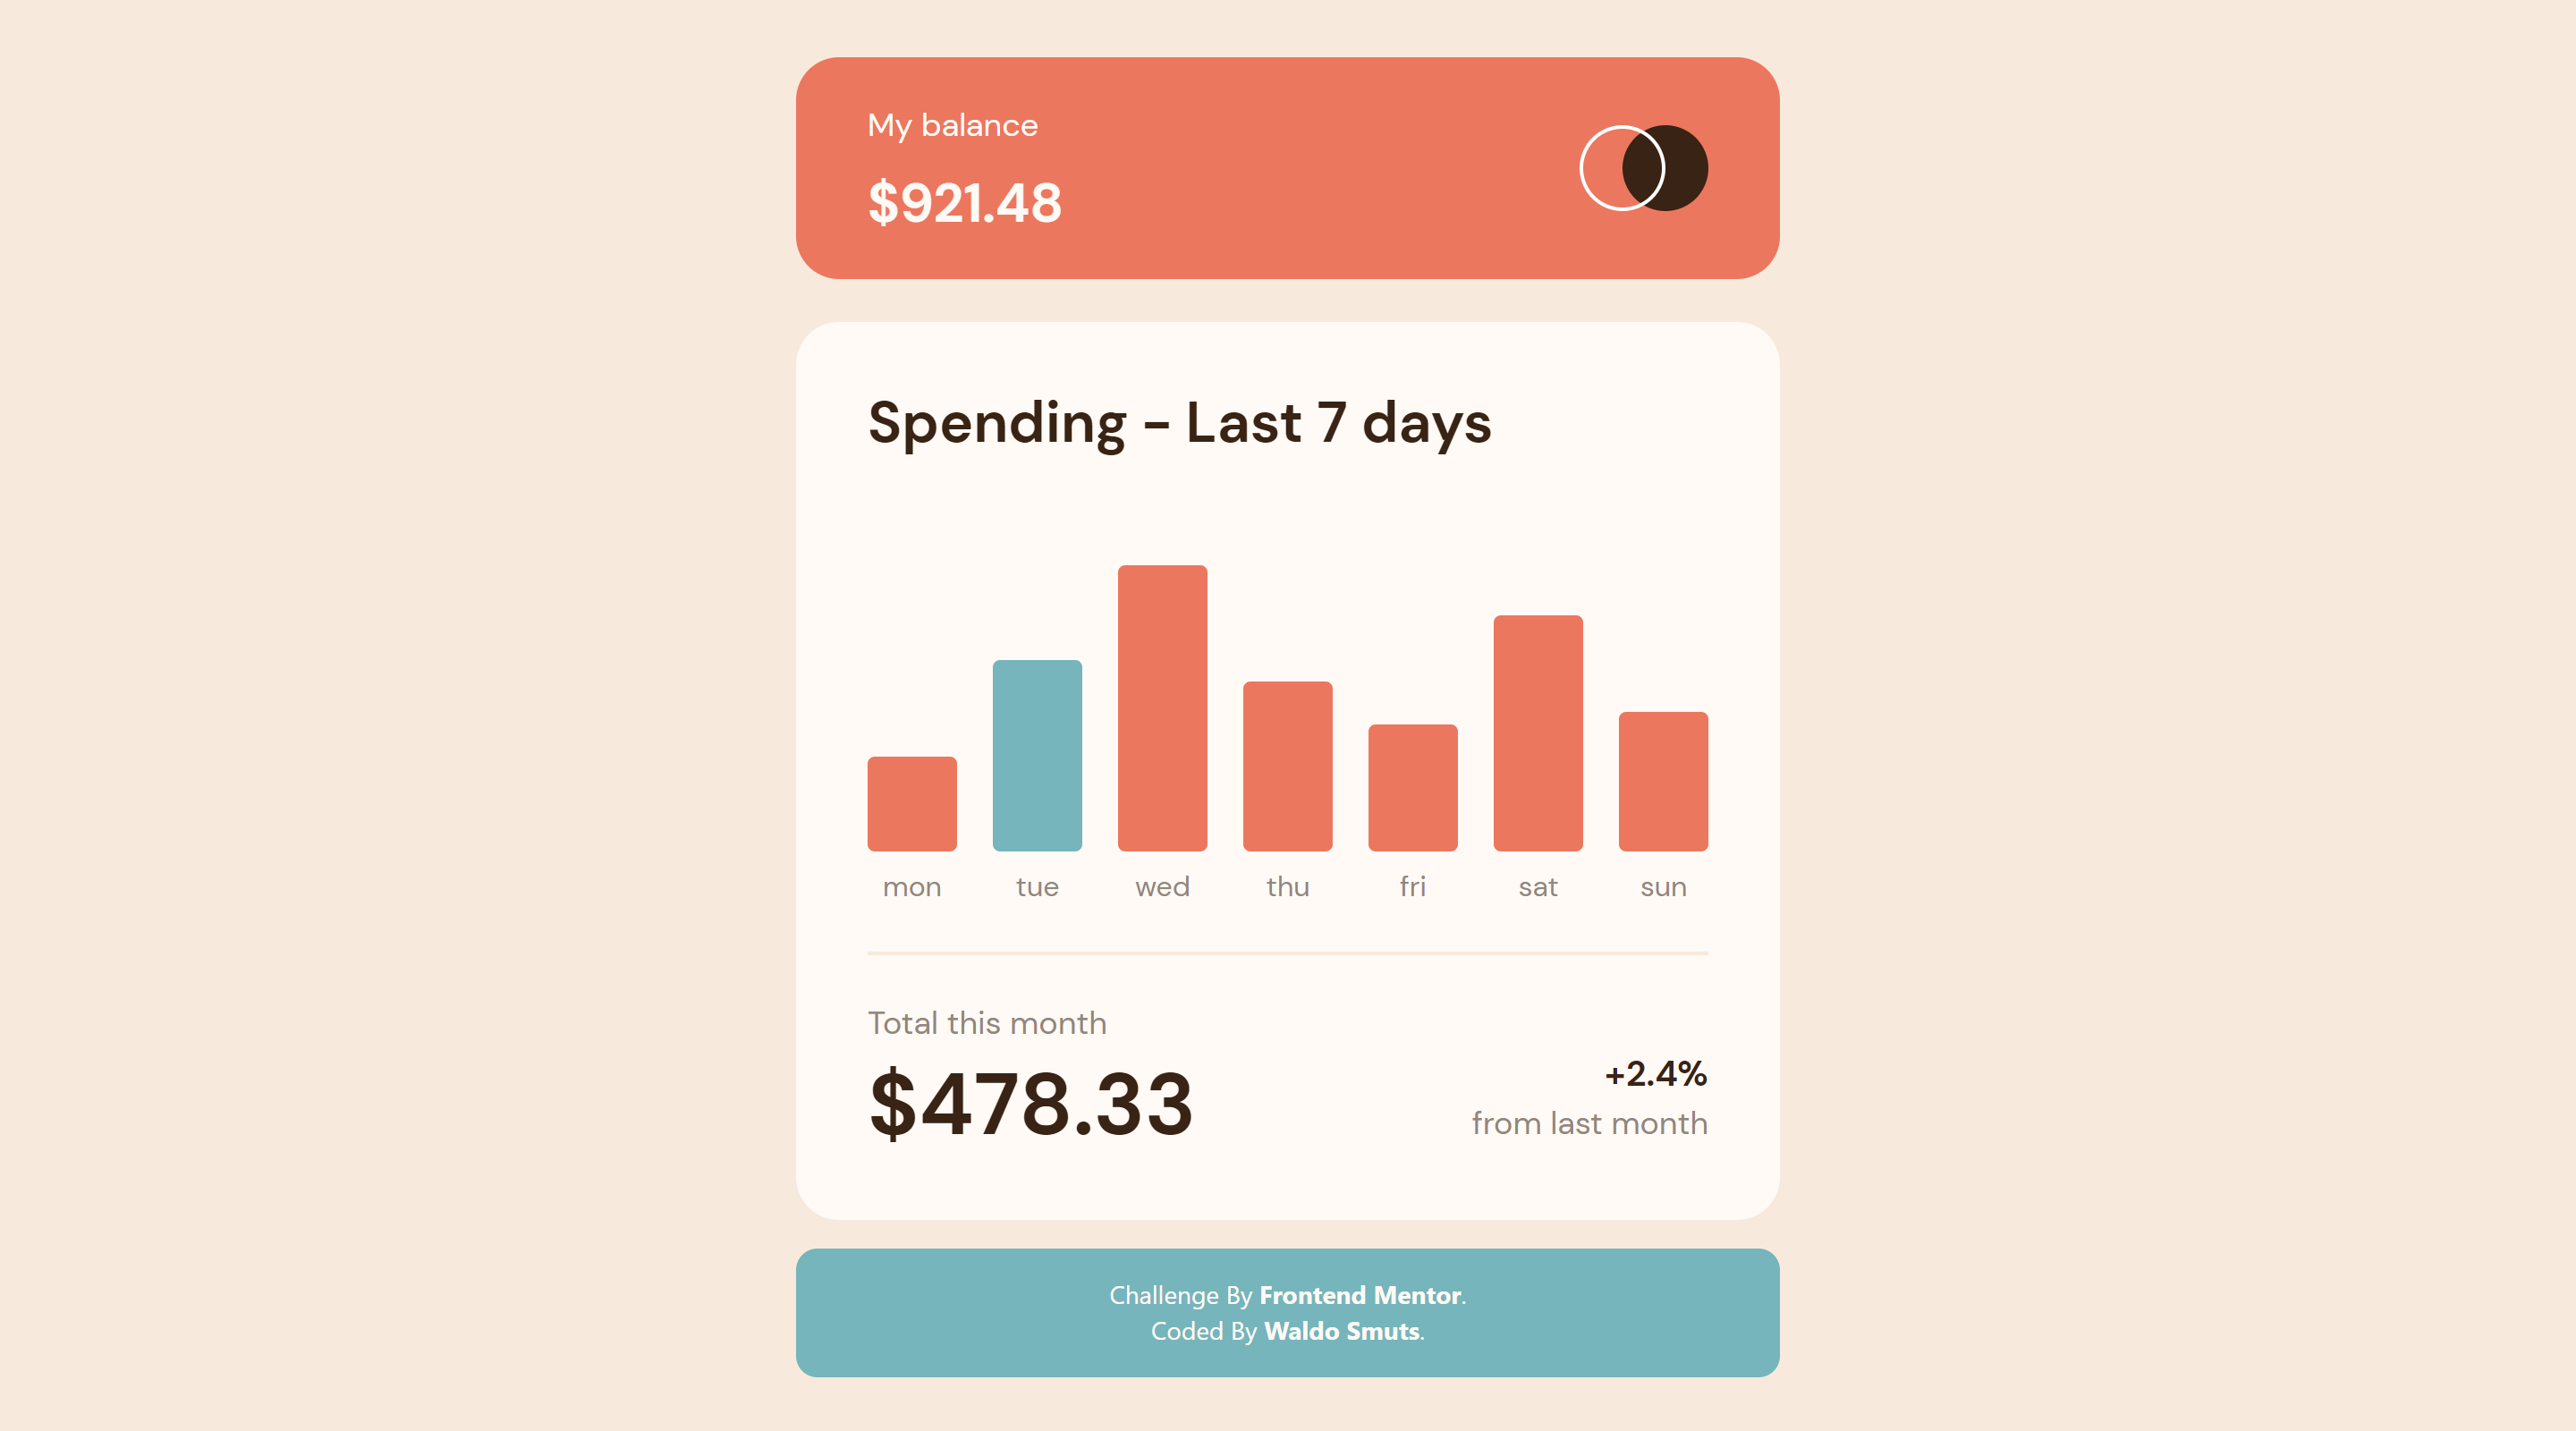 My balance
$921.48
Spending - Last 7 days
mon tue wed thu fri sat sun
Total this month
$478.33
+2.4%
from last month
Challenge By Frontend Mentor.
Coded By Waldo Smuts.